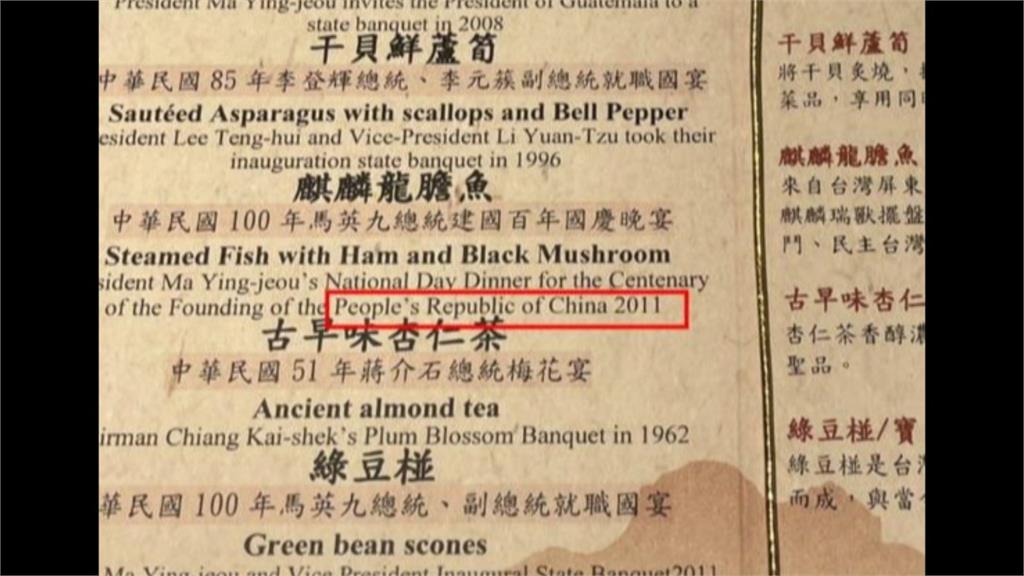 President Ma Ying-jeou invites the President of Guatemala to a
state banquet in 2008
干貝鮮蘆筍
中華民國 85 年李登輝總統、李元簇副總統就職國宴
Sautéed Asparagus with scallops and Bell Pepper
esident Lee Teng-hui and Vice-President Li Yuan-Tzu took their
inauguration state banquet in 1996
麒麟龍膽魚
中華民國 100 年馬英九總統建國百年國慶晚宴
Steamed Fish with Ham and Black Mushroom
sident Ma Ying-jeou's National Day Dinner for the Centenary
of the Founding of the People's Republic of China 2011
古早味杏仁茶
中華民國 51 年蔣介石總統梅花宴
Ancient almond tea
irman Chiang Kai-shek's Plum Blossom Banquet in 1962
綠豆椪
華民國 100 年馬英九總統、副總統就職國宴
Green bean scones
Ma Ying-jeou and Vice President Inaugural State Banquet2011
干貝鮮蘆筍
將干貝炙燒，
菜品，享用同
麒麟龍膽魚
來自台灣屏東
麒麟瑞獸擺盤
鬥、民主台灣
古早味杏仁
杏仁茶香醇濃
聖品。
綠豆椪/寶
綠豆椪是台
而成，與當